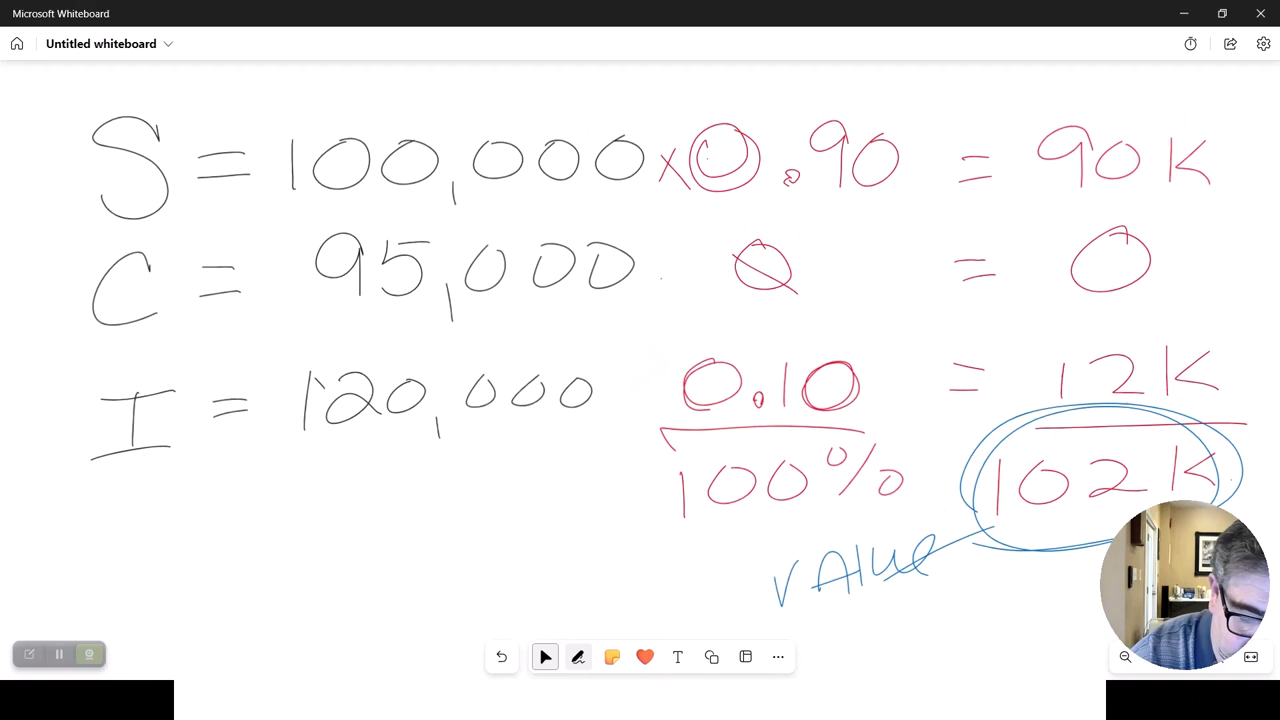 Microsoft Whiteboard
Untitled whiteboard
S = 100,000 x 0.90 = 90K
C = 95,000 0 = 0
I = 120,000 0.10 = 12K
100% 102K
VAlue